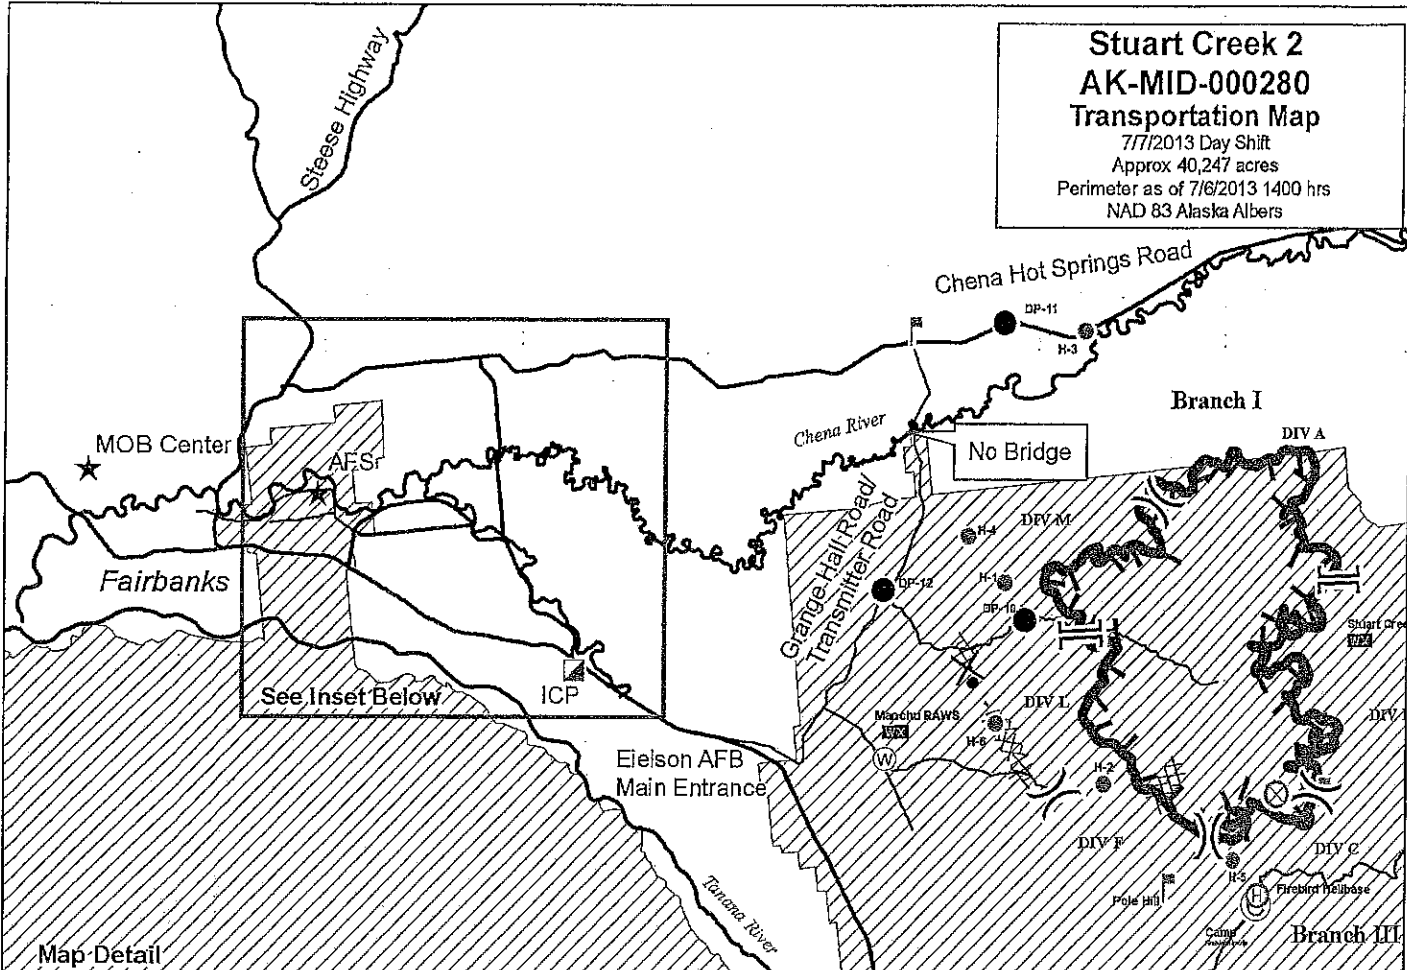 Stuart Creek 2
AK-MID-000280
Transportation Map
7/7/2013 Day Shift
Approx 40,247 acres
Perimeter as of 7/6/2013 1400 hrs
NAD 83 Alaska Albers
Steese Highway
Chena Hot Springs Road
DP-11
H-3
Branch I
MOB Center
AFS
Chena River
No Bridge
DIV A
Grange Hall Road/
Transmitter Road
DIV M
H-4
H-1
DP-12
DP-10
Fairbanks
Stuart Cree
WX
See Inset Below
ICP
Manchu RAWS
WX
DIV L
H-6
W
Eielson AFB
Main Entrance
H-2
DIV F
DIV C
H-5
Pole Hill
H
Firebird Helibase
Tanana River
Camp
Branch III
Map Detail